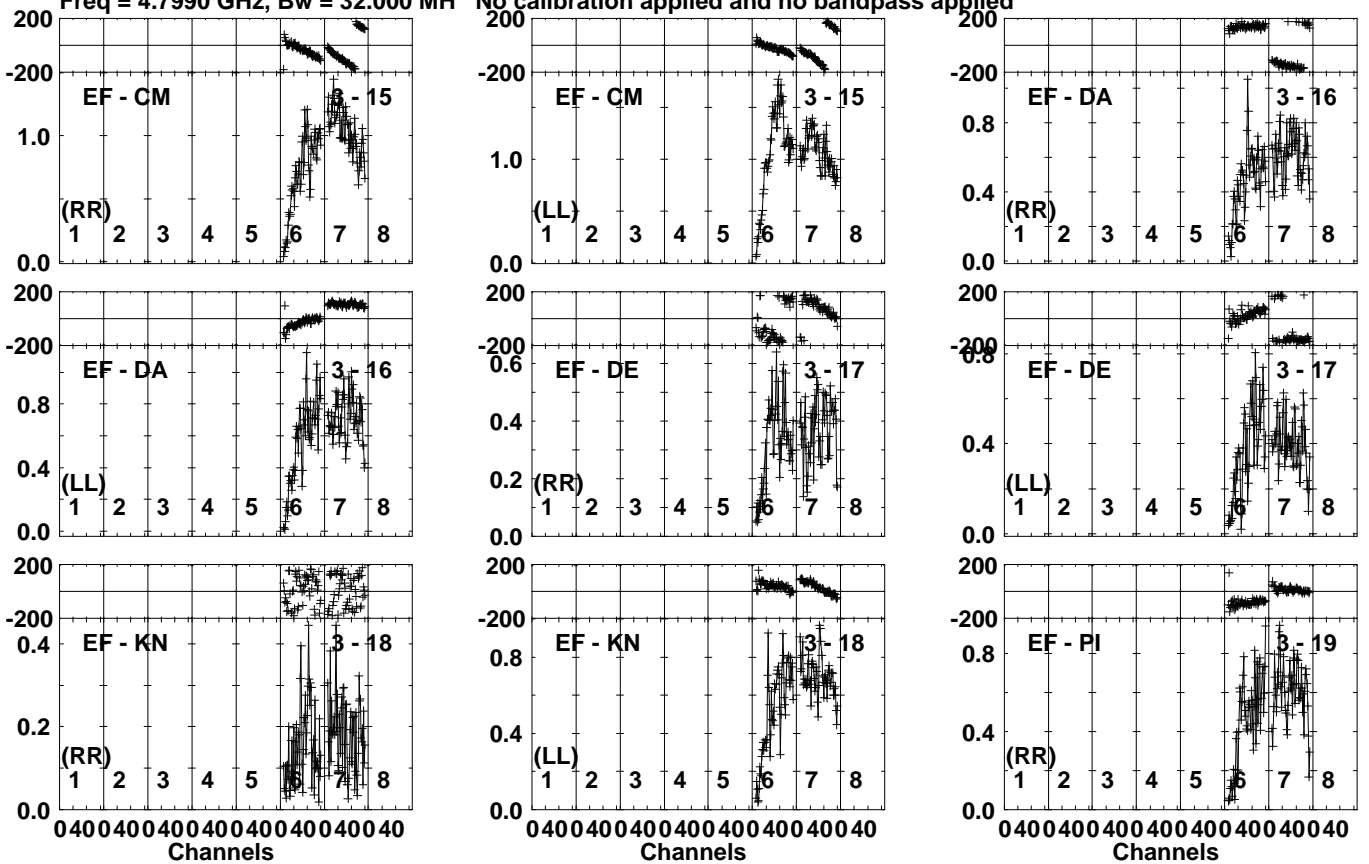 Freq = 4.7990 GHz, Bw = 32.000 MH No calibration applied and no bandpass applied
200
-200
EF - CM 3 - 15
1.0
(RR)
1 2 3 4 5 6 7 8
0.0
200
-200
EF - CM 3 - 15
1.0
(LL)
1 2 3 4 5 6 7 8
0.0
200
-200
EF - DA 3 - 16
0.8
0.4
(RR)
1 2 3 4 5 6 7 8
0.0
200
-200
EF - DA 3 - 16
0.8
0.4
(LL)
1 2 3 4 5 6 7 8
0.0
200
-200
0.6
EF - DE 3 - 17
0.4
0.2
(RR)
1 2 3 4 5 6 7 8
0.0
200
-200
0.8
EF - DE 3 - 17
0.4
(LL)
1 2 3 4 5 6 7 8
0.0
200
-200
0.4
EF - KN 3 - 18
0.2
(RR)
1 2 3 4 5 6 7 8
0.0
0 40 0 40 0 40 0 40 0 40 0 40 0 40 0 40
Channels
200
-200
EF - KN 3 - 18
0.8
0.4
(LL)
1 2 3 4 5 6 7 8
0.0
0 40 0 40 0 40 0 40 0 40 0 40 0 40 0 40
Channels
200
-200
EF - PI 3 - 19
0.8
0.4
(RR)
1 2 3 4 5 6 7 8
0.0
0 40 0 40 0 40 0 40 0 40 0 40 0 40 0 40
Channels